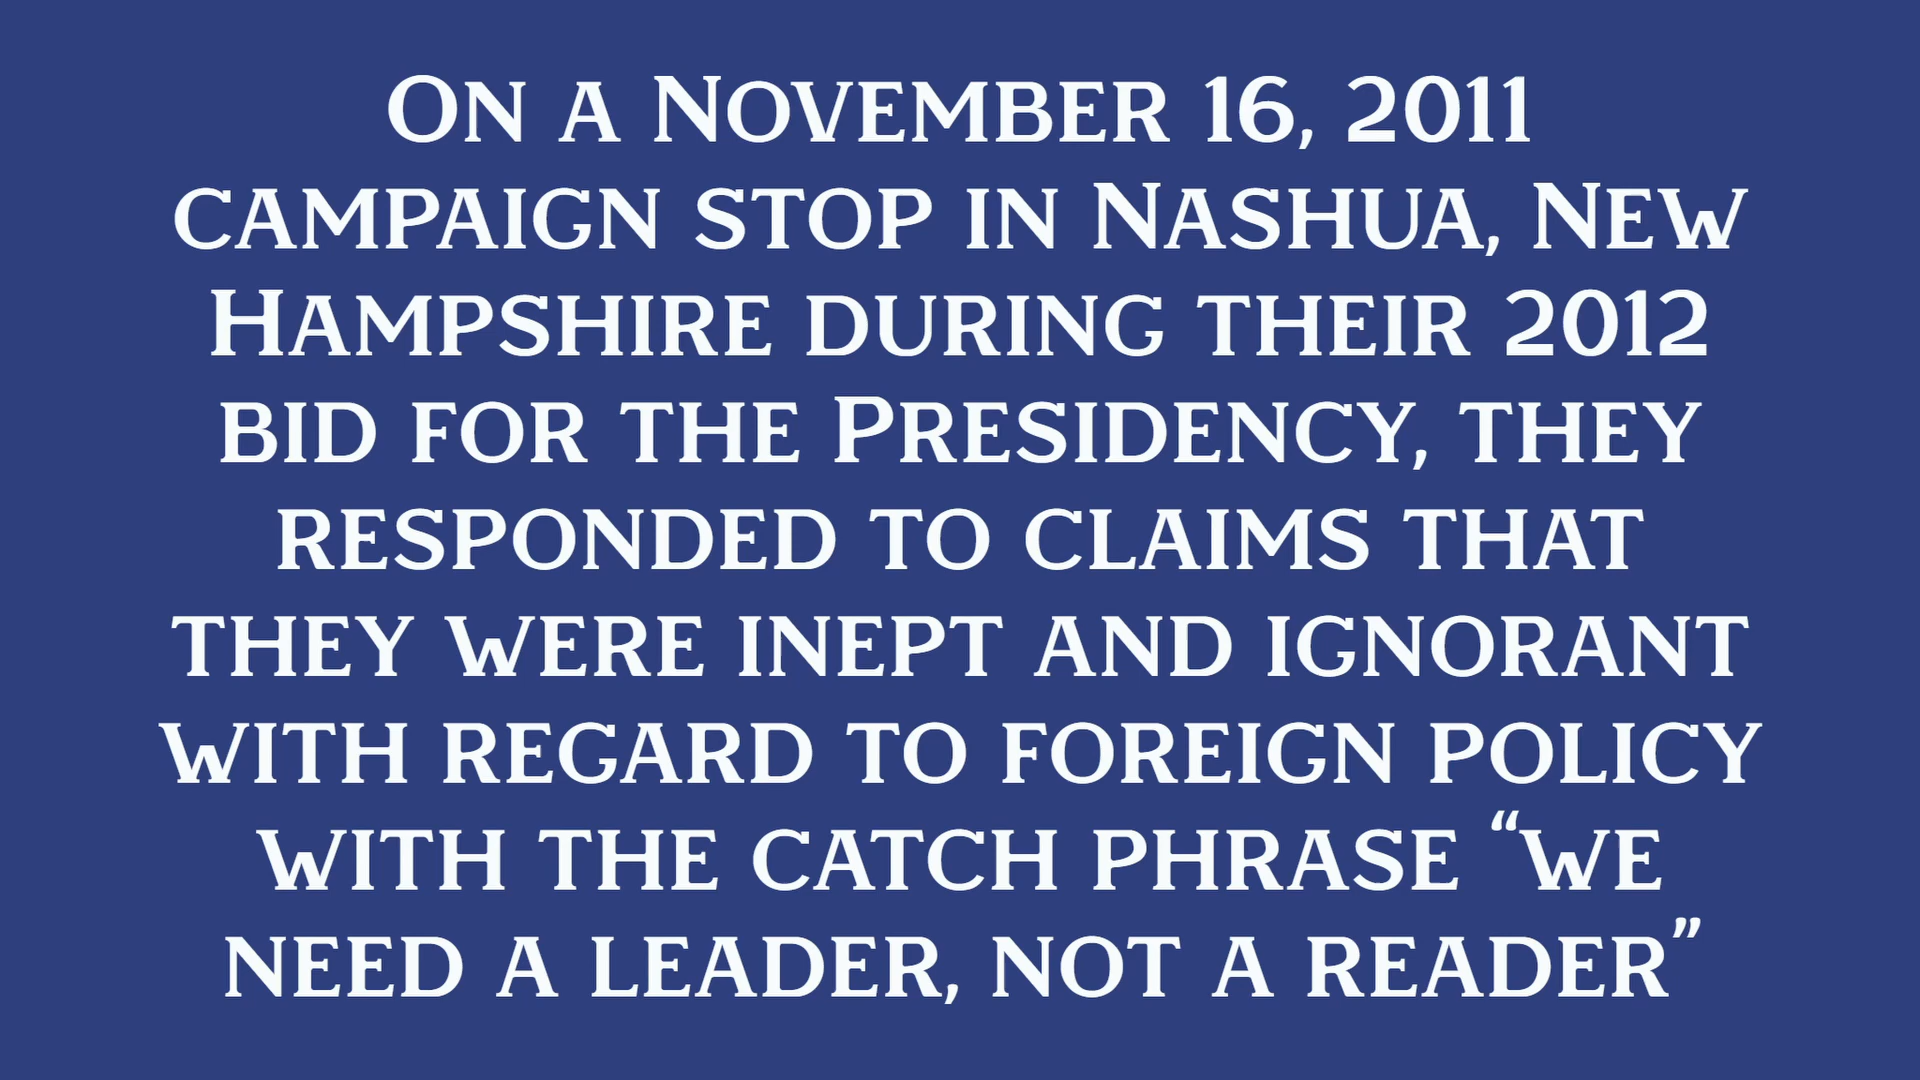 On a November 16, 2011
campaign stop in Nashua, New
Hampshire during their 2012
bid for the Presidency, they
responded to claims that
they were inept and ignorant
with regard to foreign policy
with the catch phrase “we
need a leader, not a reader”